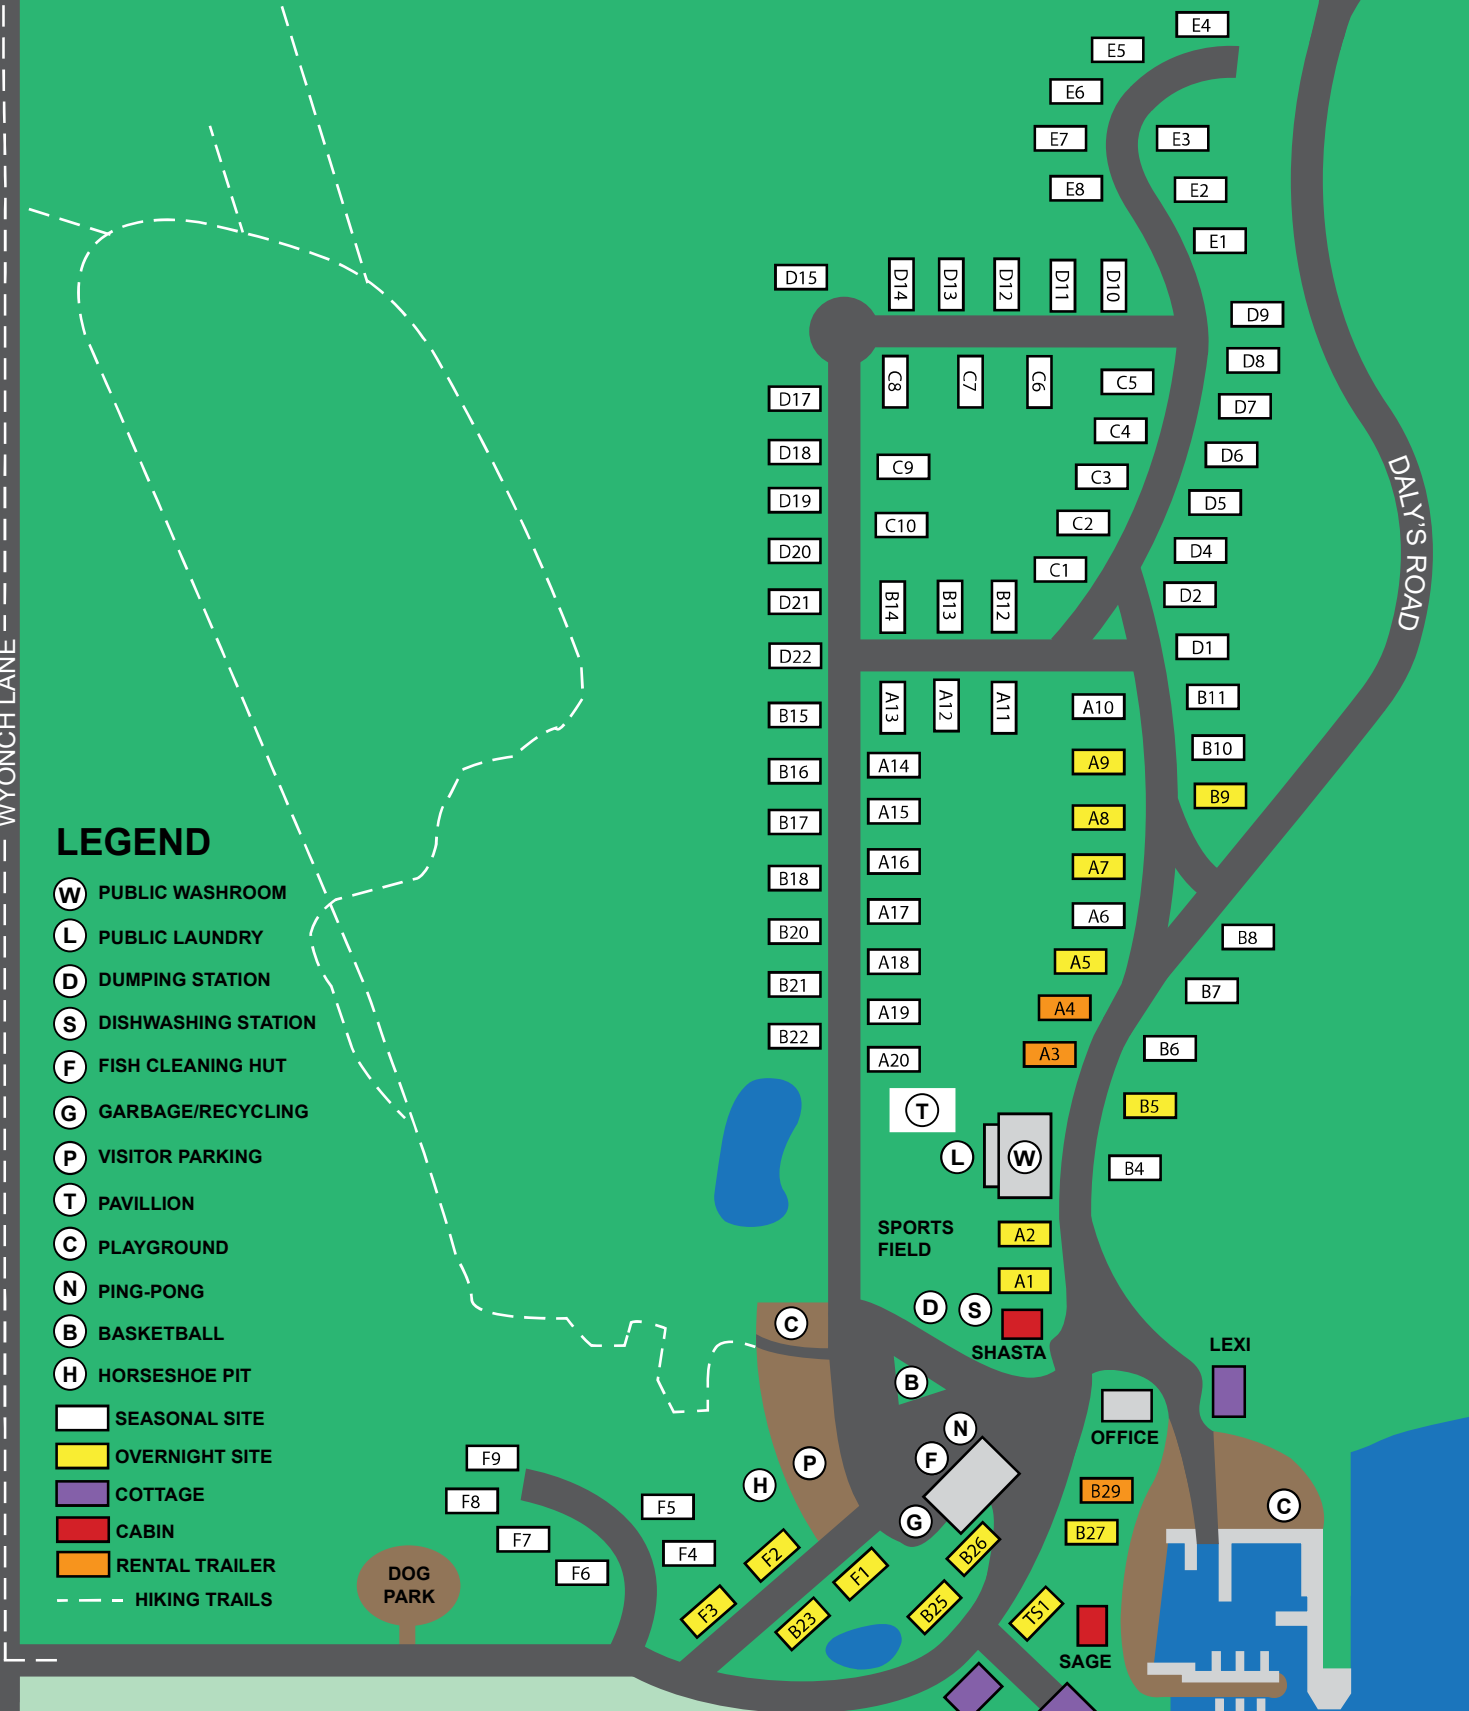 E4
E5
E6
E7
E3
E8
E2
E1
D15
D14
D13
D12
D11
D10
D9
D8
D7
D6
D5
D4
D2
D1
C8
C7
C6
C5
C4
C3
C2
C1
C9
C10
D17
D18
D19
D20
D21
D22
B14
B13
B12
DALY'S ROAD
WYONCH LANE
A13
A12
A11
A10
B11
B10
B9
B15
B16
B17
B18
B20
B21
B22
A14
A15
A16
A17
A18
A19
A20
A9
A8
A7
A6
A5
A4
A3
B8
B7
B6
B5
B4
T
L
W
SPORTS
FIELD
A2
A1
D
S
SHASTA
C
B
N
F
G
P
H
LEXI
OFFICE
B29
B27
C
F9
F8
F7
F6
F5
F4
F2
F3
F1
B23
B26
B25
TS1
SAGE
DOG
PARK
LEGEND
W PUBLIC WASHROOM
L PUBLIC LAUNDRY
D DUMPING STATION
S DISHWASHING STATION
F FISH CLEANING HUT
G GARBAGE/RECYCLING
P VISITOR PARKING
T PAVILLION
C PLAYGROUND
N PING-PONG
B BASKETBALL
H HORSESHOE PIT
SEASONAL SITE
OVERNIGHT SITE
COTTAGE
CABIN
RENTAL TRAILER
HIKING TRAILS